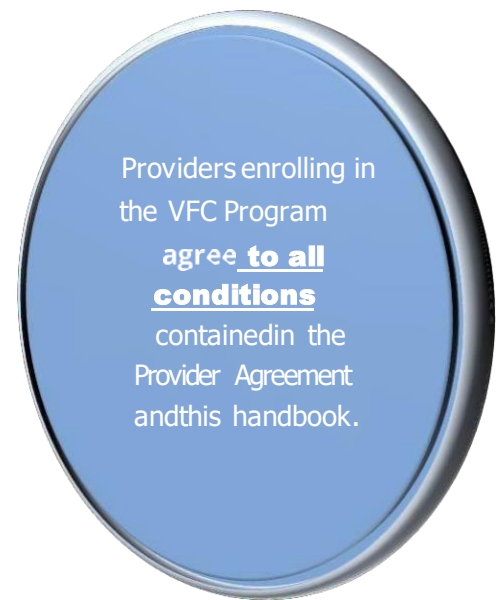 Providers enrolling in
the VFC Program
agree to all
conditions
containedin the
Provider Agreement
andthis handbook.